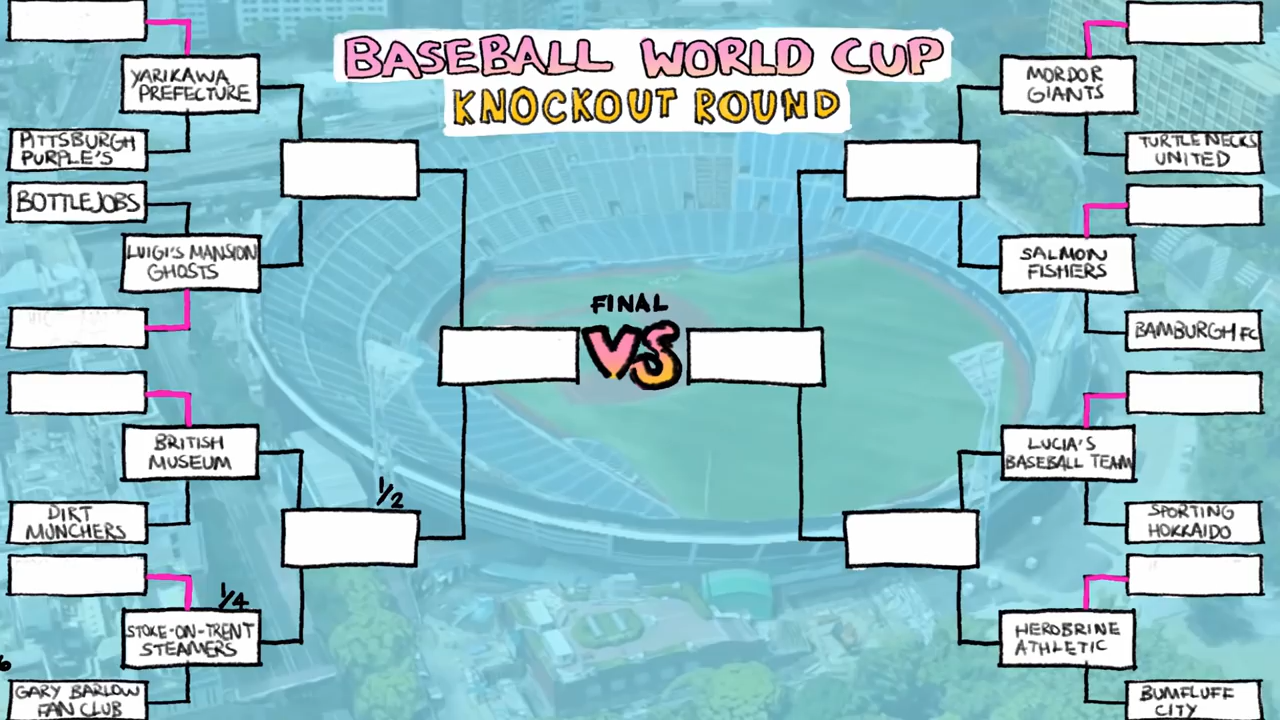 BASEBALL WORLD CUP
KNOCKOUT ROUND
YARIKAWA
PREFECTURE
PITTSBURGH
PURPLE'S
BOTTLEJOBS
LUIGI'S MANSION
GHOSTS
BRITISH
MUSEUM
DIRT
MUNCHERS
1/4
STOKE-ON-TRENT
STEAMERS
GARY BARLOW
FAN CLUB
1/2
FINAL
VS
MORDOR
GIANTS
TURTLENECKS
UNITED
SALMON
FISHERS
BAMBURGH FC
LUCIA'S
BASEBALL TEAM
SPORTING
HOKKAIDO
HEROBRINE
ATHLETIC
BUMFLUFF
CITY